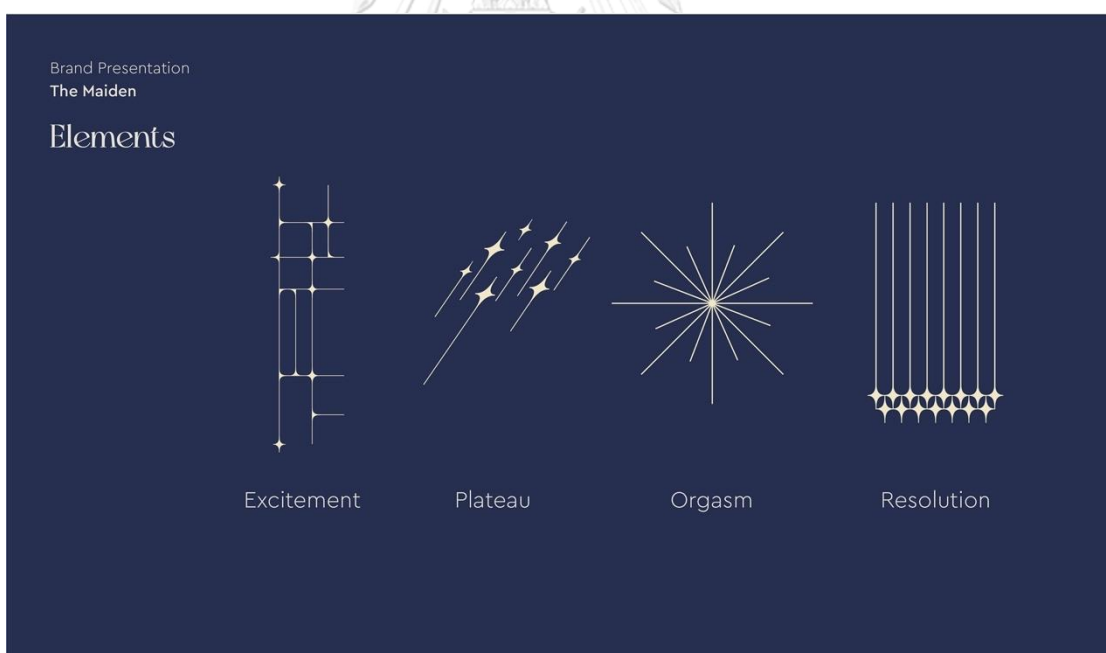 Brand Presentation
The Maiden
Elements
Excitement
Plateau
Orgasm
Resolution